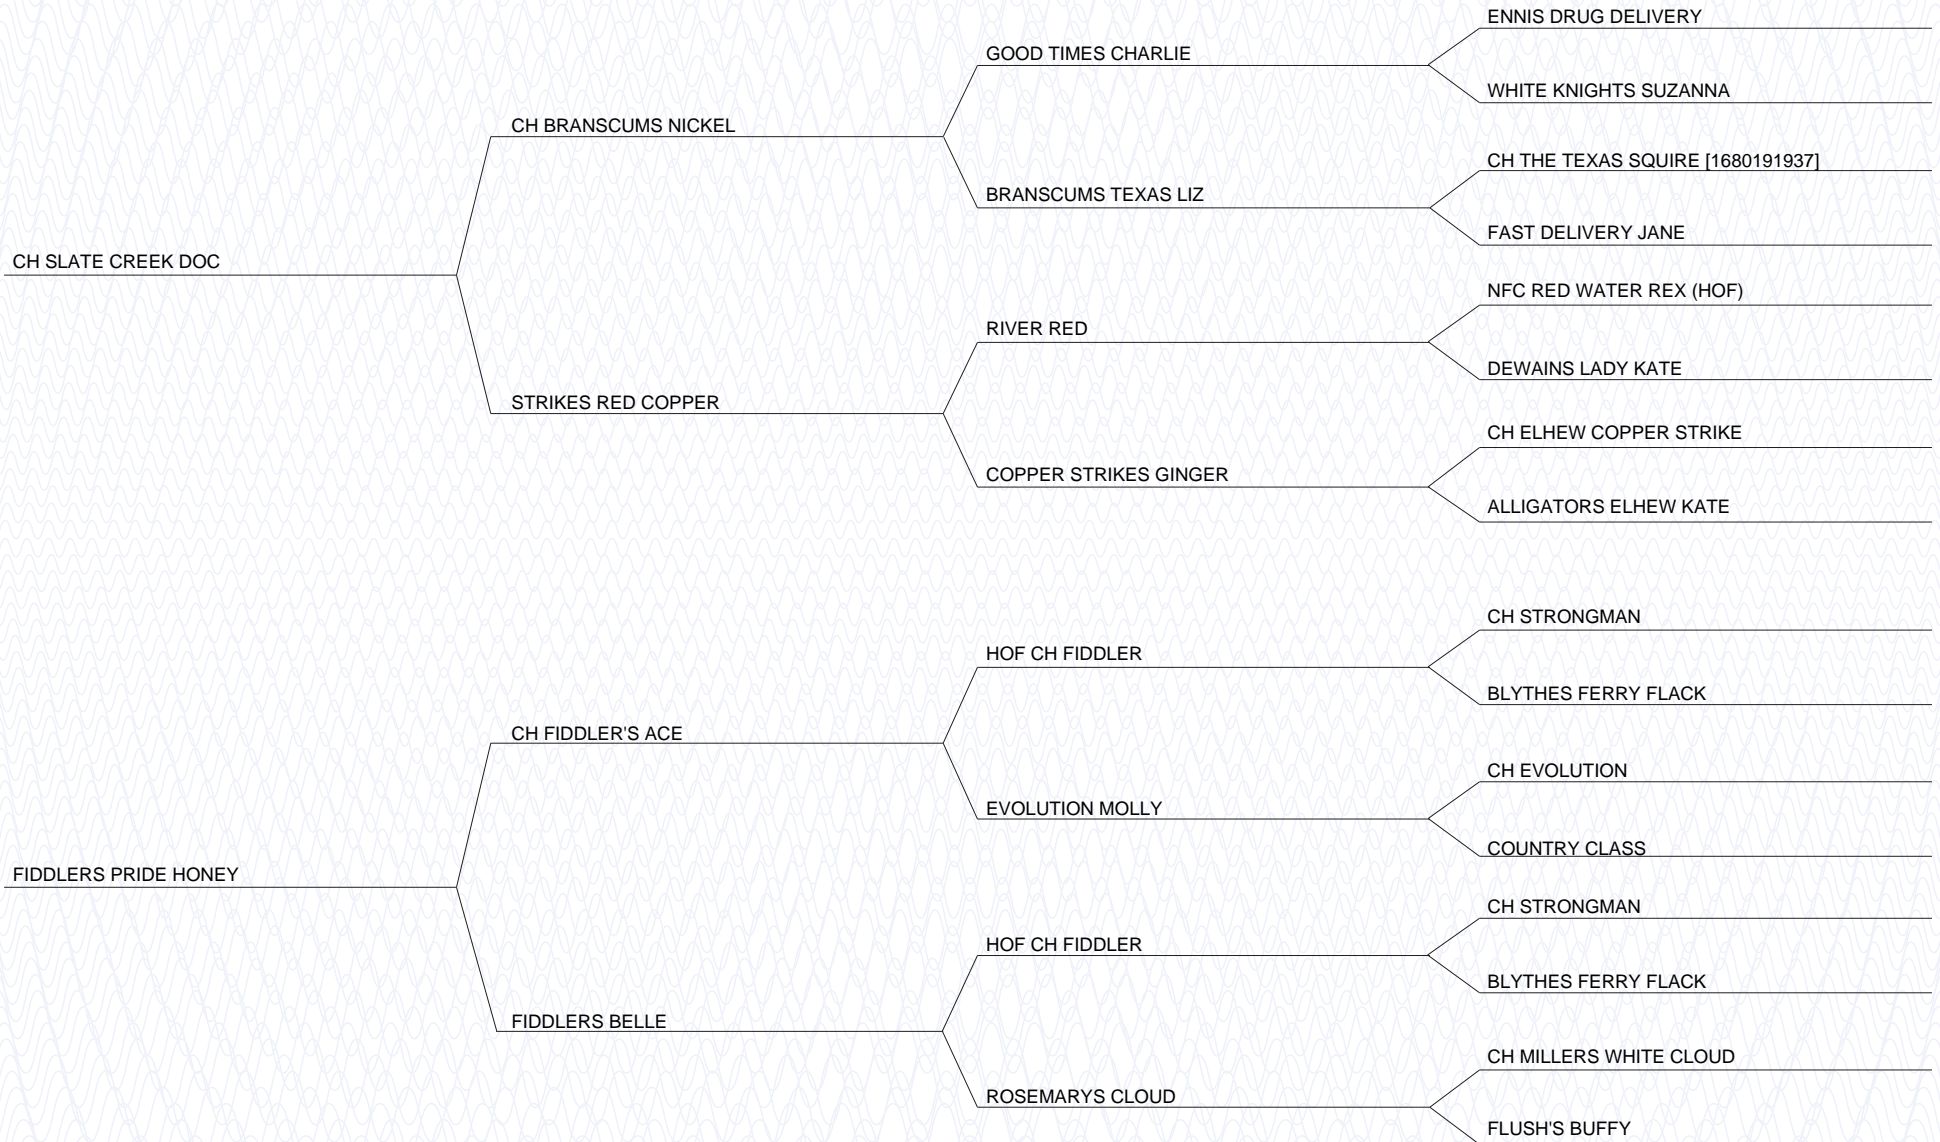 ENNIS DRUG DELIVERY
GOOD TIMES CHARLIE
WHITE KNIGHTS SUZANNA
CH BRANSCUMS NICKEL
CH THE TEXAS SQUIRE [1680191937]
BRANSCUMS TEXAS LIZ
FAST DELIVERY JANE
CH SLATE CREEK DOC
NFC RED WATER REX (HOF)
RIVER RED
DEWAINS LADY KATE
STRIKES RED COPPER
CH ELHEW COPPER STRIKE
COPPER STRIKES GINGER
ALLIGATORS ELHEW KATE
CH STRONGMAN
HOF CH FIDDLER
BLYTHES FERRY FLACK
CH FIDDLER'S ACE
CH EVOLUTION
EVOLUTION MOLLY
COUNTRY CLASS
FIDDLERS PRIDE HONEY
CH STRONGMAN
HOF CH FIDDLER
BLYTHES FERRY FLACK
FIDDLERS BELLE
CH MILLERS WHITE CLOUD
ROSEMARYS CLOUD
FLUSH'S BUFFY